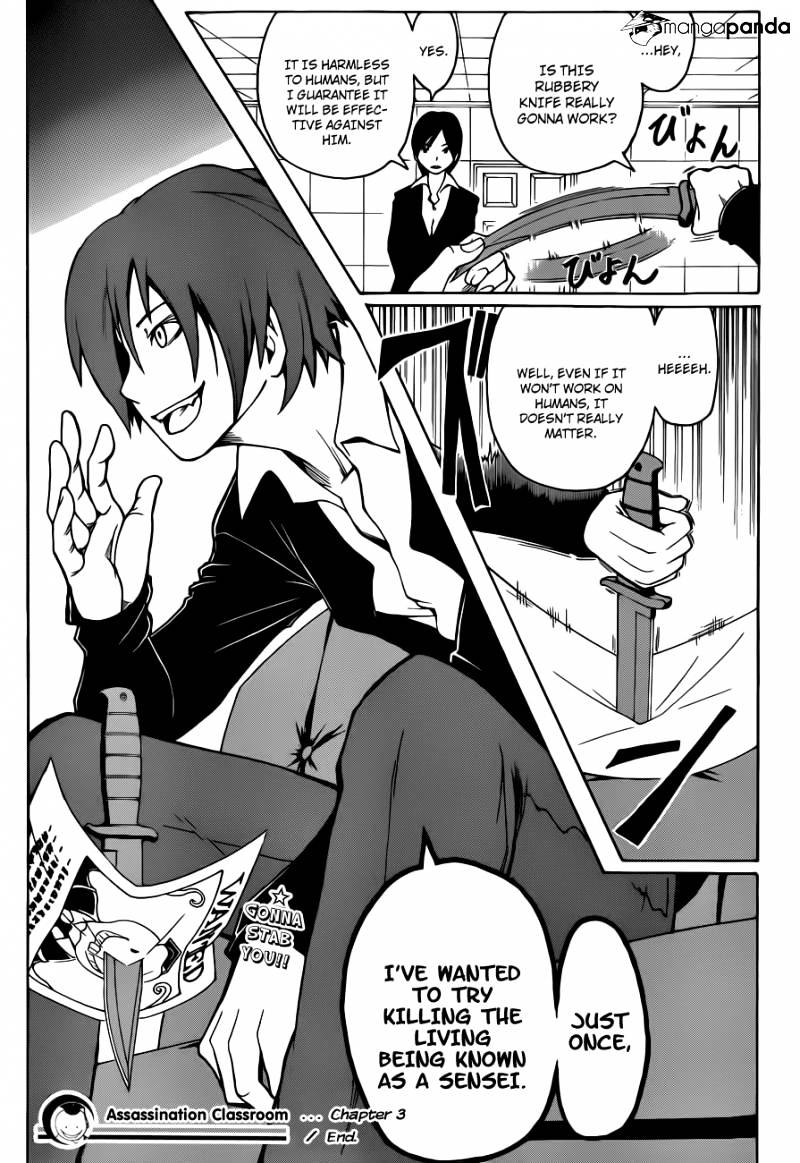 mangapanda
...HEY,
IS THIS
RUBBERY
KNIFE REALLY
GONNA WORK?
びょん
びょん
YES.
IT IS HARMLESS
TO HUMANS, BUT
I GUARANTEE IT
WILL BE EFFEC-
TIVE AGAINST
HIM.
...
HEEEEH.
WELL, EVEN IF IT
WON'T WORK ON
HUMANS, IT
DOESN'T REALLY
MATTER.
WANTED
☆
GONNA
STAB
YOU!!
JUST
ONCE,
I'VE WANTED
TO TRY
KILLING THE
LIVING
BEING KNOWN
AS A SENSEI.
Assassination Classroom ... Chapter 3
/ End.